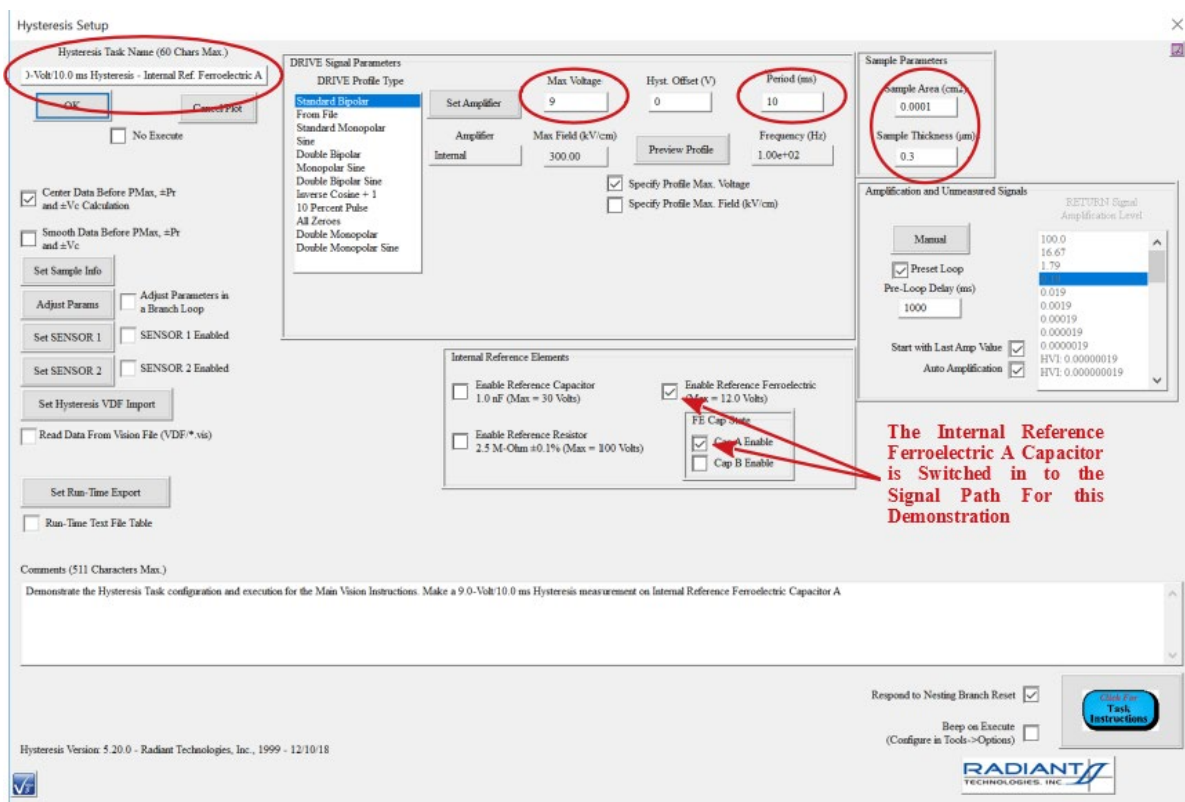 Hysteresis Setup
Hysteresis Task Name (60 Chars Max.)
)-Volt/10.0 ms Hysteresis - Internal Ref. Ferroelectric A
OK
Cancel Plot
No Execute
Center Data Before PMax, ±Pr
and ±Vc Calculation
Smooth Data Before PMax, ±Pr
and ±Vc
Set Sample Info
Adjust Params
Adjust Parameters in
a Branch Loop
Set SENSOR 1
SENSOR 1 Enabled
Set SENSOR 2
SENSOR 2 Enabled
Set Hysteresis VDF Import
Read Data From Vision File (VDF/*.vis)
Set Run-Time Export
Run-Time Text File Table
DRIVE Signal Parameters
DRIVE Profile Type
Standard Bipolar
From File
Standard Monopolar
Sine
Double Bipolar
Monopolar Sine
Double Bipolar Sine
Inverse Cosine + 1
10 Percent Pulse
All Zeroes
Double Monopolar
Double Monopolar Sine
Set Amplifier
Amplifier
Internal
Max Voltage
9
Max Field (kV/cm)
300.00
Hyst. Offset (V)
0
Preview Profile
Period (ms)
10
Frequency (Hz)
1.00e+02
Specify Profile Max. Voltage
Specify Profile Max. Field (kV/cm)
Sample Parameters
Sample Area (cm2)
0.0001
Sample Thickness (µm)
0.3
Amplification and Unmeasured Signals
RETURN Signal
Amplification Level
Manual
Preset Loop
Pre-Loop Delay (ms)
1000
Start with Last Amp Value
Auto Amplification
100.0
16.67
1.79
0.019
0.0019
0.00019
0.000019
0.0000019
HVI: 0.00000019
HVI: 0.000000019
Internal Reference Elements
Enable Reference Capacitor
1.0 nF (Max = 30 Volts)
Enable Reference Resistor
2.5 M-Ohm ±0.1% (Max = 100 Volts)
Enable Reference Ferroelectric
(Max = 12.0 Volts)
FE Cap State
Cap A Enable
Cap B Enable
The Internal Reference
Ferroelectric A Capacitor
is Switched in to the
Signal Path For this
Demonstration
Comments (511 Characters Max.)
Demonstrate the Hysteresis Task configuration and execution for the Main Vision Instructions. Make a 9.0-Volt/10.0 ms Hysteresis measurement on Internal Reference Ferroelectric Capacitor A
Respond to Nesting Branch Reset
Beep on Execute
(Configure in Tools->Options)
Click For
Task
Instructions
Hysteresis Version: 5.20.0 - Radiant Technologies, Inc., 1999 - 12/10/18
RADIANT
TECHNOLOGIES, INC.